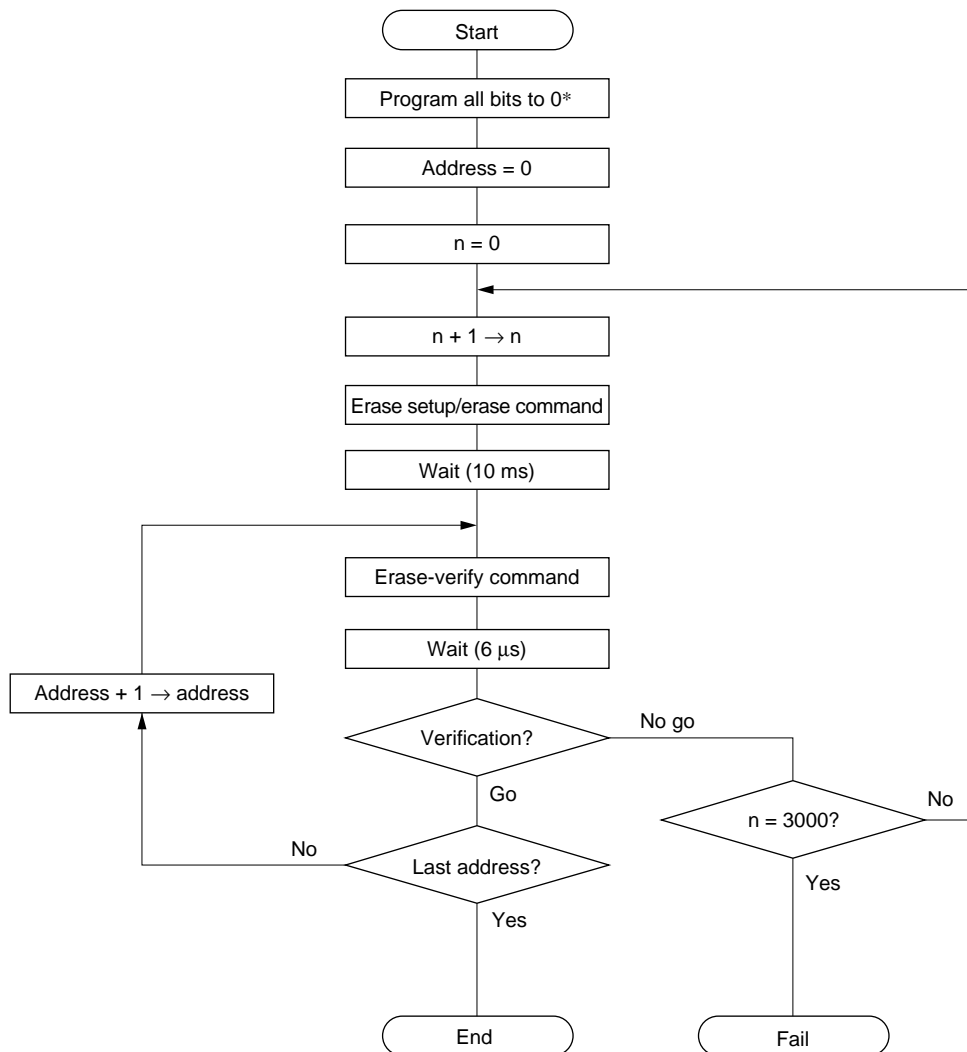 Start
Program all bits to 0*
Address = 0
n = 0
n + 1 → n
Erase setup/erase command
Wait (10 ms)
Erase-verify command
Wait (6 μs)
Address + 1 → address
Verification?
No go
Go
n = 3000?
No
No
Last address?
Yes
Yes
End
Fail